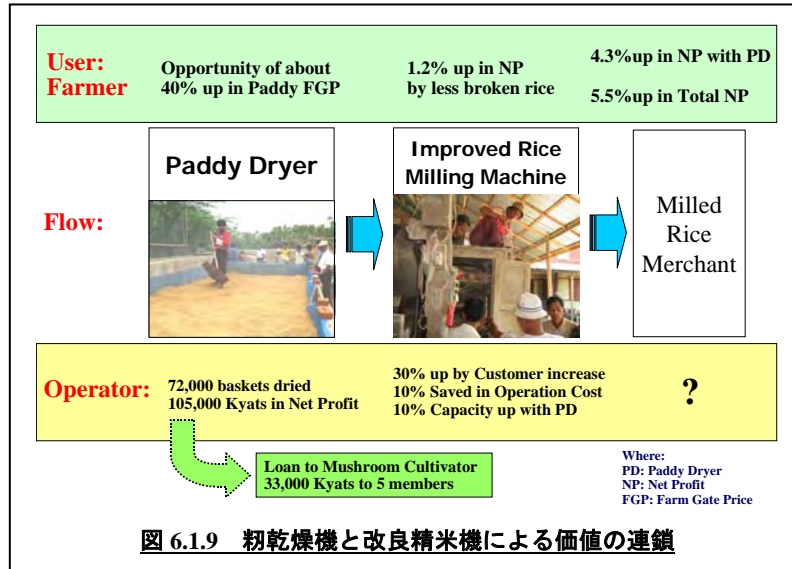 User:
Farmer
Opportunity of about
40% up in Paddy FGP
1.2% up in NP
by less broken rice
4.3%up in NP with PD
5.5%up in Total NP
Flow:
Paddy Dryer
Improved Rice
Milling Machine
Milled
Rice
Merchant
Operator:
72,000 baskets dried
105,000 Kyats in Net Profit
30% up by Customer increase
10% Saved in Operation Cost
10% Capacity up with PD
?
Loan to Mushroom Cultivator
33,000 Kyats to 5 members
Where:
PD: Paddy Dryer
NP: Net Profit
FGP: Farm Gate Price
図 6.1.9 籾乾燥機と改良精米機による価値の連鎖